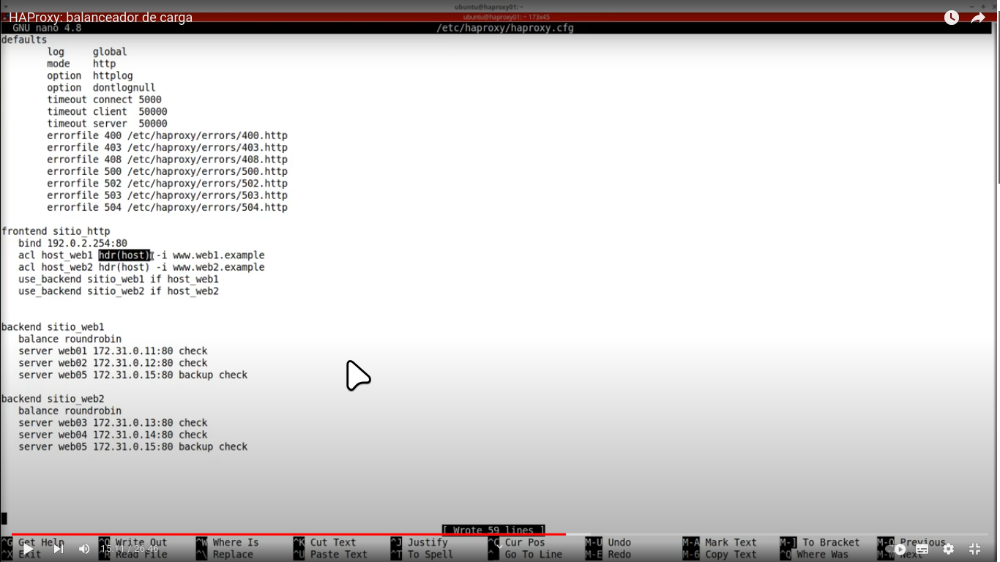 ubuntu@haproxy01: ~
HAProxy: balanceador de carga
ubuntu@haproxy01: ~ 173x45
GNU nano 4.8 /etc/haproxy/haproxy.cfg
defaults
log global
mode http
option httplog
option dontlognull
timeout connect 5000
timeout client 50000
timeout server 50000
errorfile 400 /etc/haproxy/errors/400.http
errorfile 403 /etc/haproxy/errors/403.http
errorfile 408 /etc/haproxy/errors/408.http
errorfile 500 /etc/haproxy/errors/500.http
errorfile 502 /etc/haproxy/errors/502.http
errorfile 503 /etc/haproxy/errors/503.http
errorfile 504 /etc/haproxy/errors/504.http
frontend sitio_http
bind 192.0.2.254:80
acl host_web1 hdr(host) -i www.web1.example
acl host_web2 hdr(host) -i www.web2.example
use_backend sitio_web1 if host_web1
use_backend sitio_web2 if host_web2
backend sitio_web1
balance roundrobin
server web01 172.31.0.11:80 check
server web02 172.31.0.12:80 check
server web05 172.31.0.15:80 backup check
backend sitio_web2
balance roundrobin
server web03 172.31.0.13:80 check
server web04 172.31.0.14:80 check
server web05 172.31.0.15:80 backup check
[ Wrote 59 lines ]
^G Get Help ^O Write Out ^W Where Is ^K Cut Text ^J Justify ^C Cur Pos M-U Undo M-A Mark Text M-] To Bracket M-Q Previous
15:11 / 26:46
^X Exit ^R Read File ^\ Replace ^U Paste Text ^T To Spell ^_ Go To Line M-E Redo M-6 Copy Text ^Q Where Was M-W Next